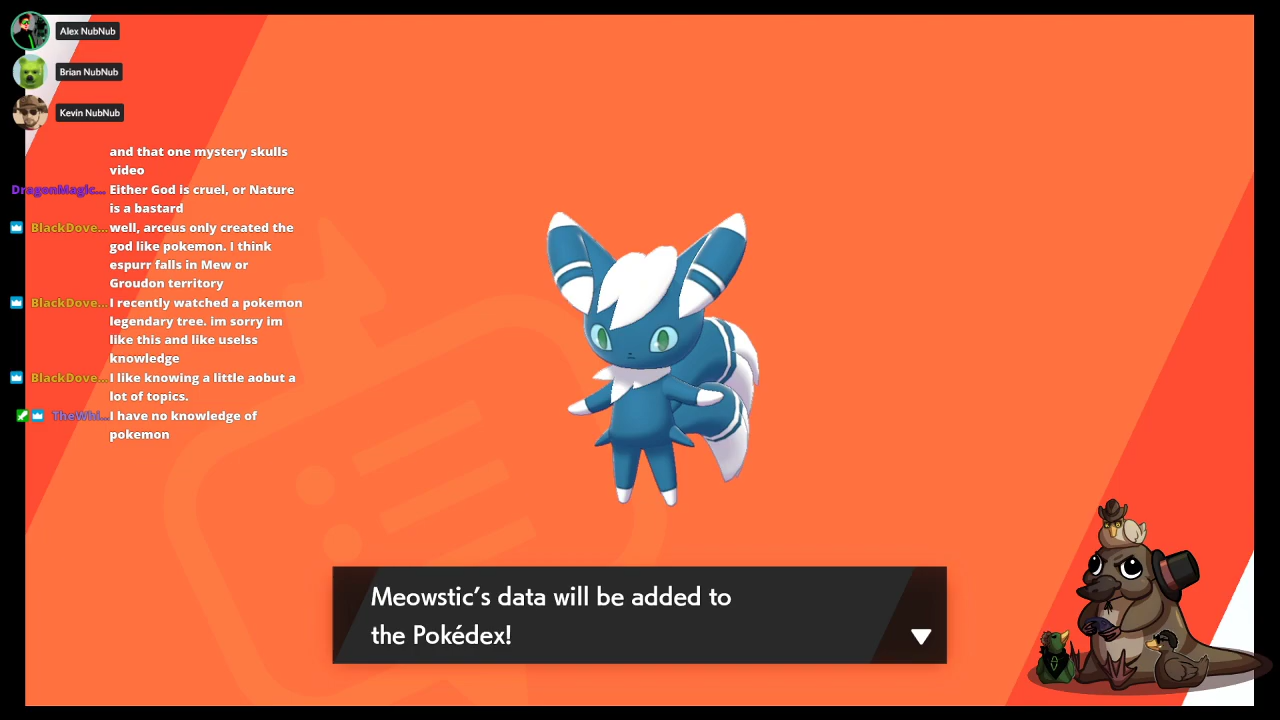 Alex NubNub
Brian NubNub
Kevin NubNub
and that one mystery skulls
video
DragonMagic... Either God is cruel, or Nature
is a bastard
BlackDove... well, arceus only created the
god like pokemon. I think
espurr falls in Mew or
Groudon territory
BlackDove... I recently watched a pokemon
legendary tree. im sorry im
like this and like uselss
knowledge
BlackDove... I like knowing a little aobut a
lot of topics.
TheWhi... I have no knowledge of
pokemon
Meowstic's data will be added to
the Pokédex!